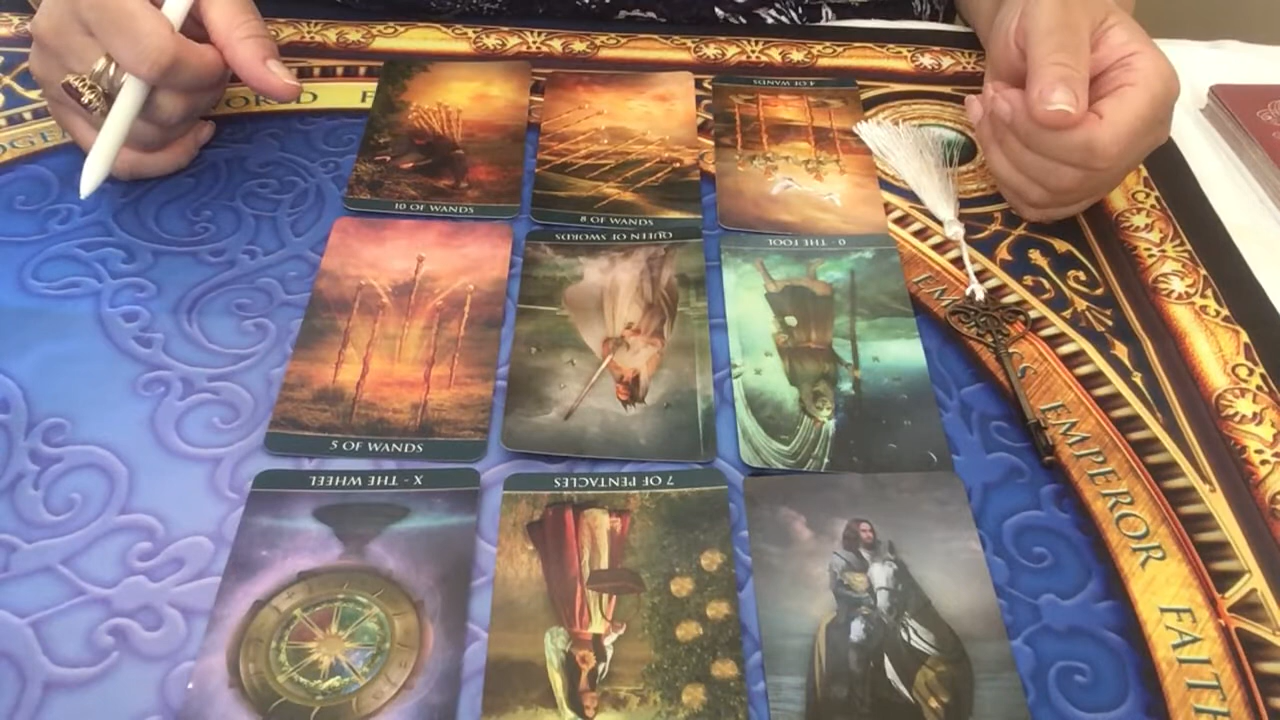 WORLD F
4 OF WANDS
10 OF WANDS
8 OF WANDS
QUEEN OF SWORDS
0 - THE FOOL
5 OF WANDS
EMPEROR
FAITH
X - THE WHEEL
7 OF PENTACLES